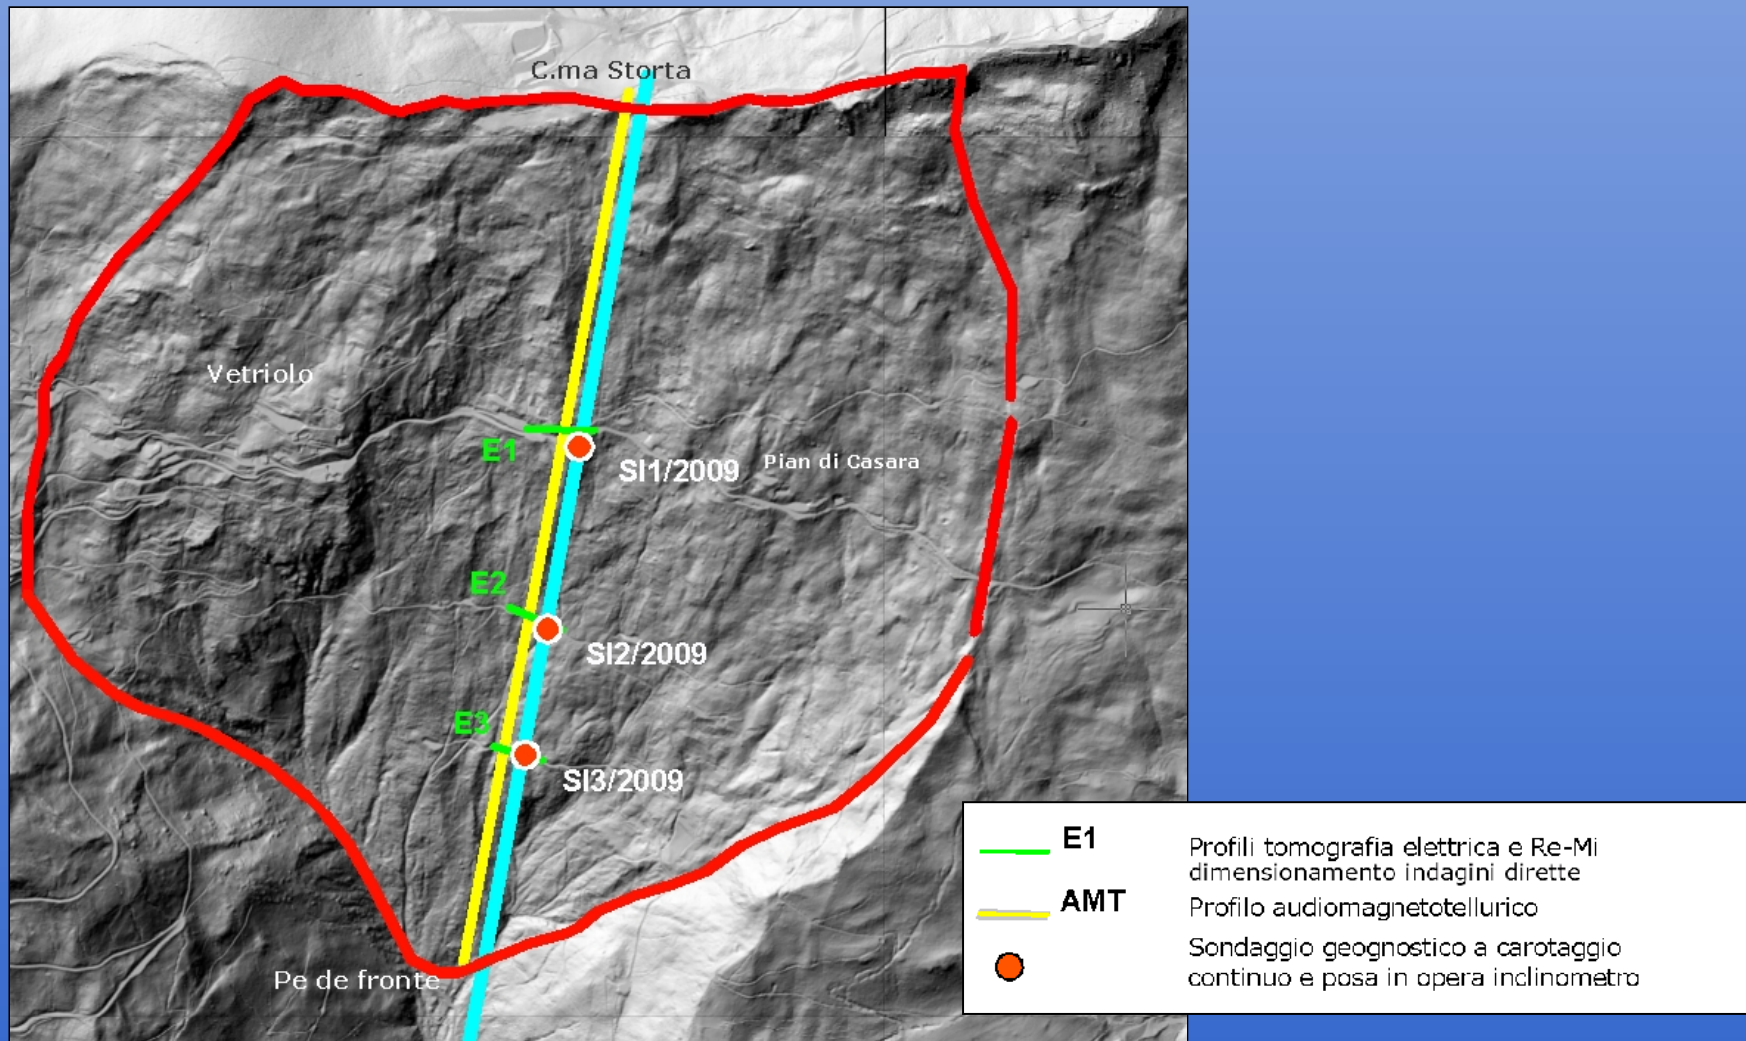 C.ma Storta
Vetriolo
E1
SI1/2009
Pian di Casara
E2
SI2/2009
E3
SI3/2009
Pe de fronte
E1
Profili tomografia elettrica e Re-Mi
dimensionamento indagini dirette
AMT
Profilo audiomagnetotellurico
Sondaggio geognostico a carotaggio
continuo e posa in opera inclinometro